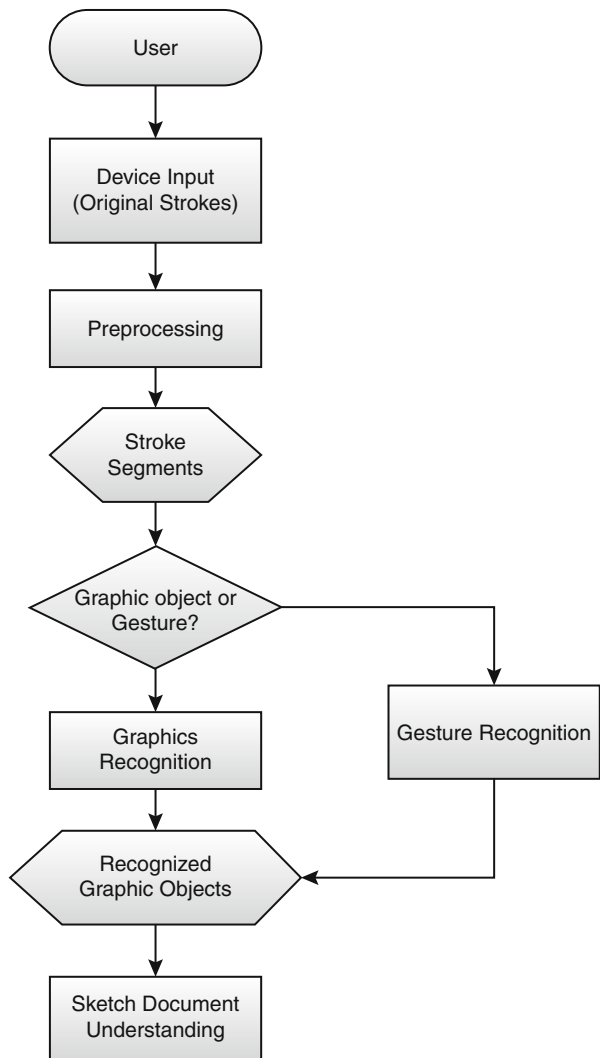 User
Device Input
(Original Strokes)
Preprocessing
Stroke
Segments
Graphic object or
Gesture?
Graphics
Recognition
Gesture Recognition
Recognized
Graphic Objects
Sketch Document
Understanding